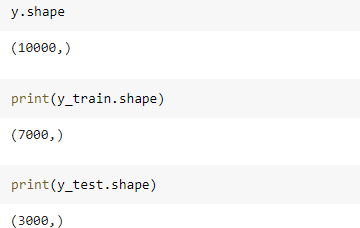 y.shape
(10000,)
print(y_train.shape)
(7000,)
print(y_test.shape)
(3000,)